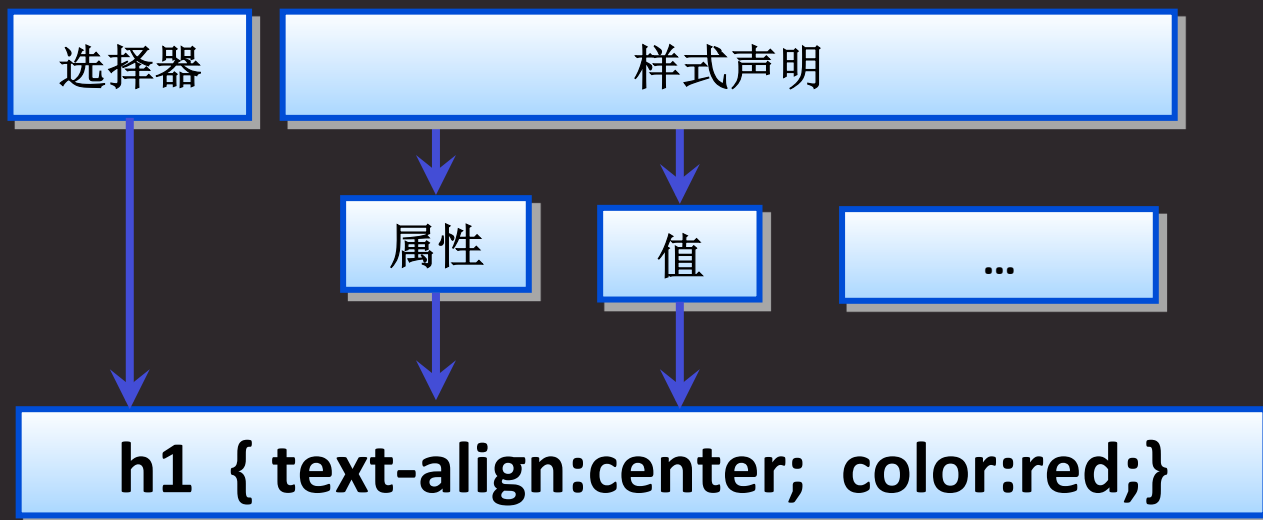 选择器
样式声明
属性
值
...
h1 { text-align:center; color:red;}